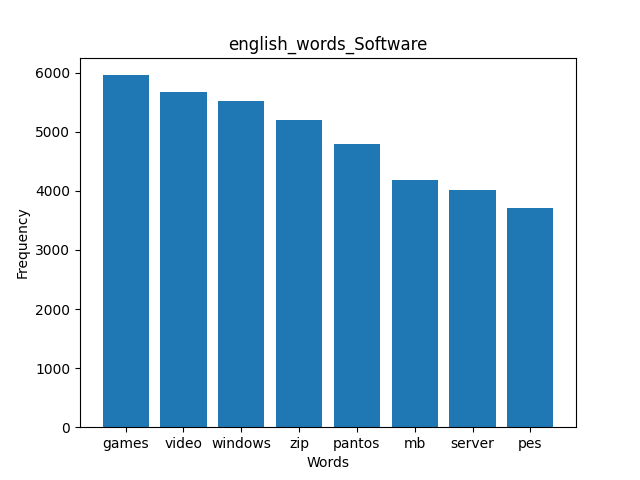 english_words_Software
6000
5000
4000
3000
2000
1000
0
Frequency
games video windows zip pantos mb server pes
Words